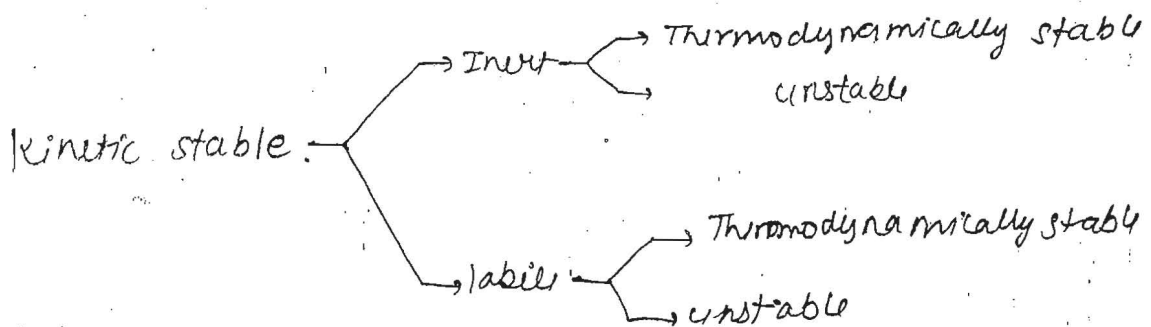 Thermodynamically stable
Inert
unstable
kinetic stable.
Thromodynamically stable
labile
unstable